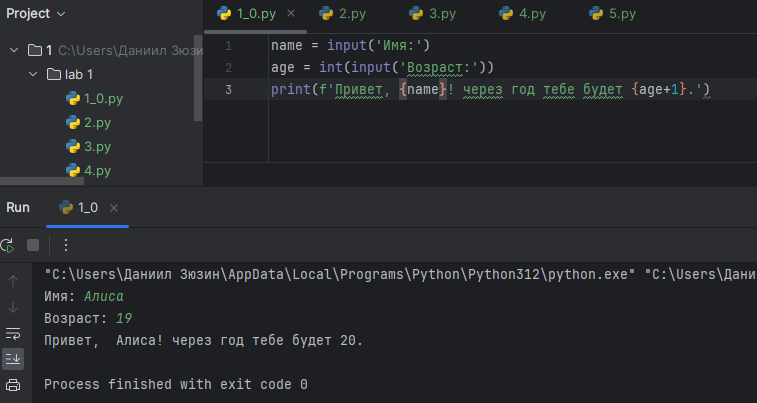 Project
1_0.py 2.py 3.py 4.py 5.py
1 C:\Users\Даниил Зюзин
lab 1
1_0.py
2.py
3.py
4.py
1 name = input('Имя:')
2 age = int(input('Возраст:'))
3 print(f'Привет, {name}! через год тебе будет {age+1}.')
Run 1_0
"C:\Users\Даниил Зюзин\AppData\Local\Programs\Python\Python312\python.exe" "C:\Users\Дани
Имя: Алиса
Возраст: 19
Привет,  Алиса! через год тебе будет 20.
Process finished with exit code 0